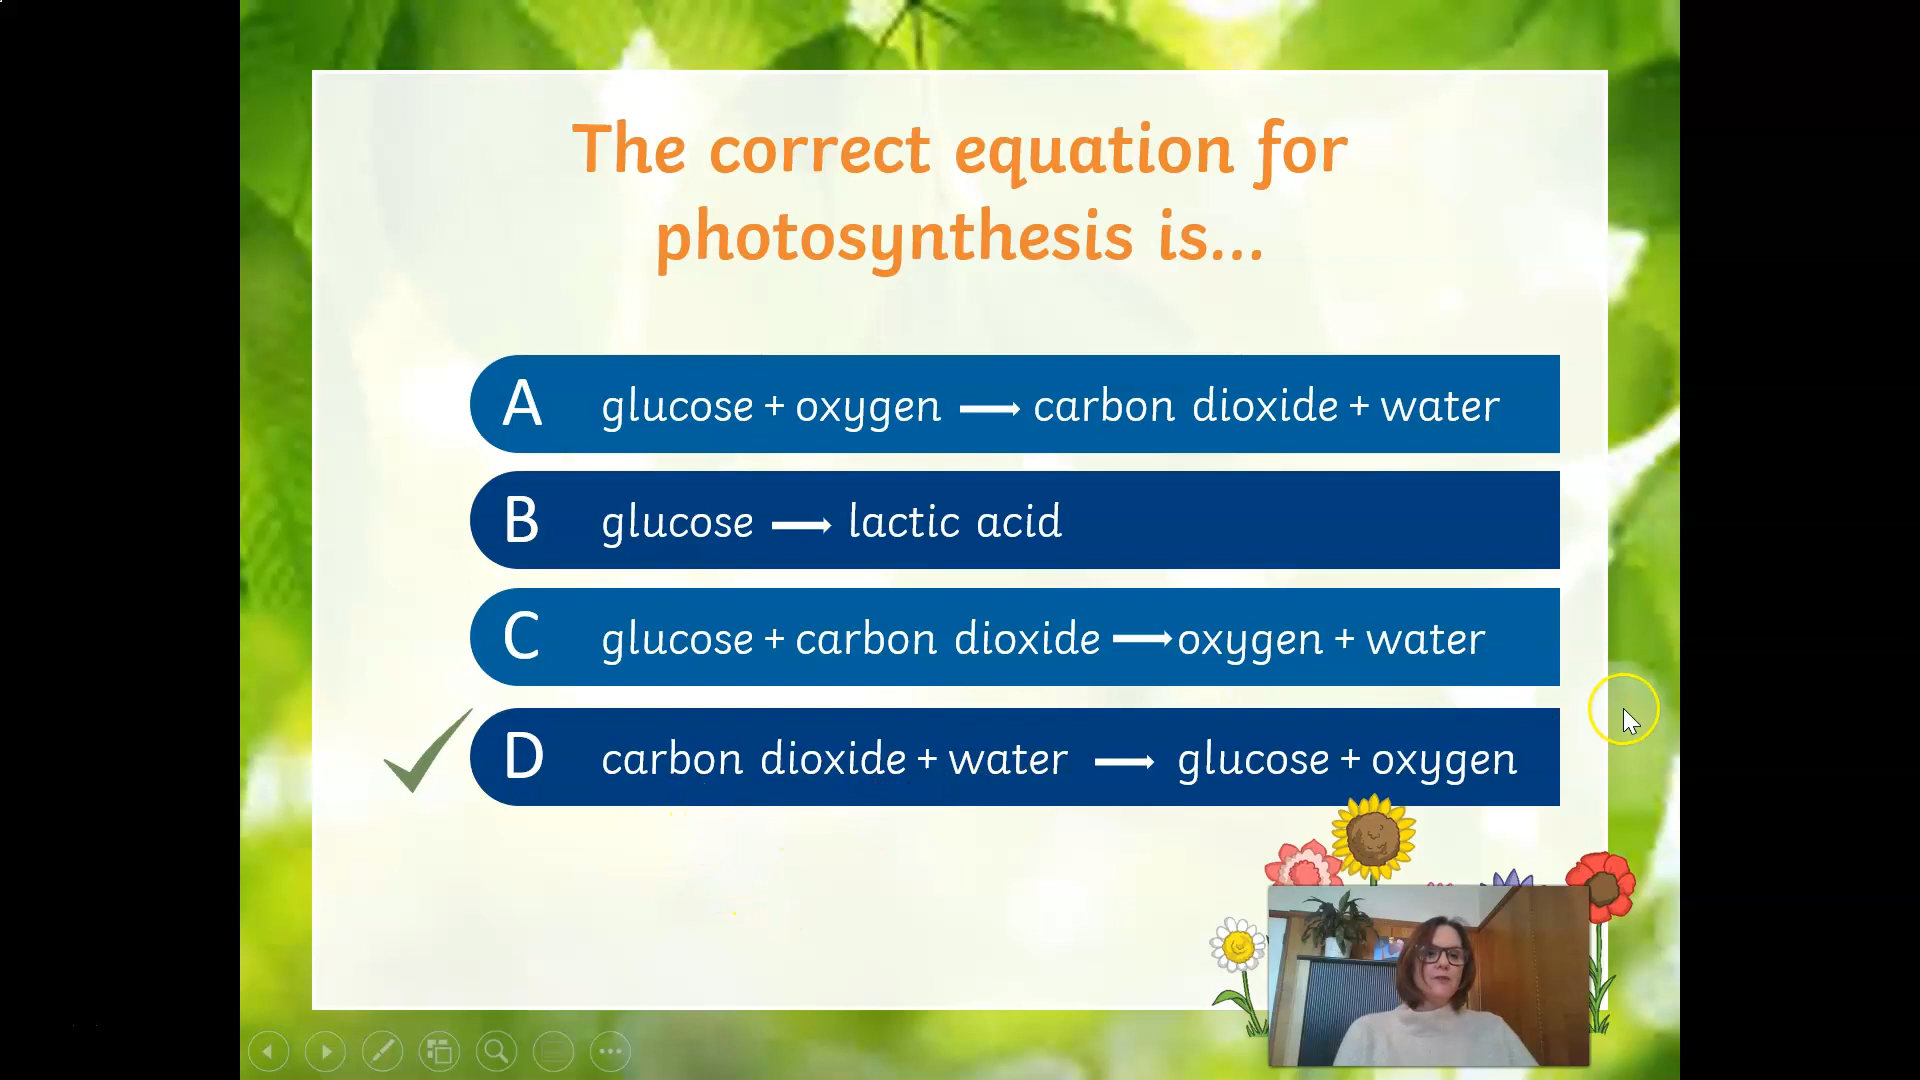 The correct equation for
photosynthesis is...
A glucose + oxygen ⟶ carbon dioxide + water
B glucose ⟶ lactic acid
C glucose + carbon dioxide ⟶ oxygen + water
D carbon dioxide + water ⟶ glucose + oxygen